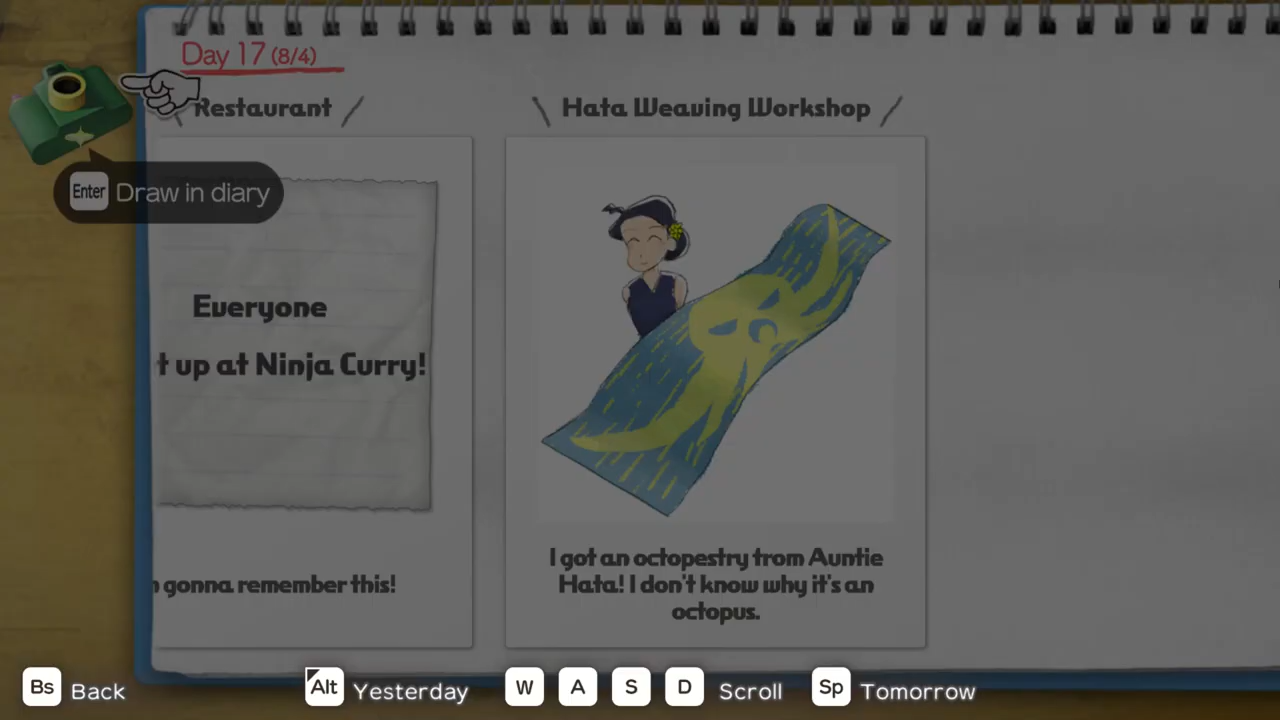 Day 17 (8/4)
Restaurant
Hata Weaving Workshop
Enter Draw in diary
Everyone
t up at Ninja Curry!
gonna remember this!
I got an octopestry from Auntie
Hata! I don't know why it's an
octopus.
Bs Back
Alt Yesterday
W A S D Scroll
Sp Tomorrow